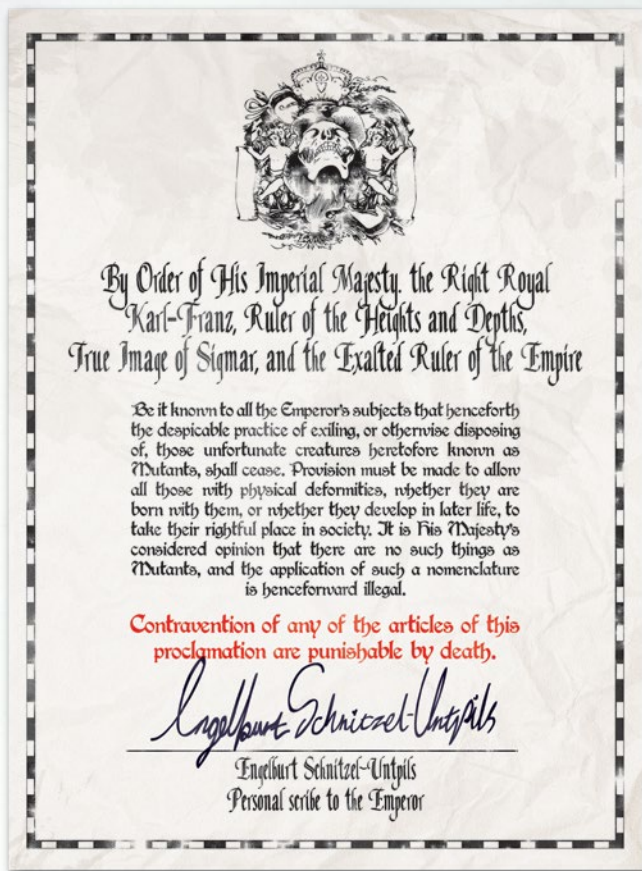 By Order of His Imperial Majesty. the Right Royal
Karl-Franz, Ruler of the Heights and Depths,
True Image of Sigmar, and the Exalted Ruler of the Empire
Be it known to all the Emperor's subjects that henceforth
the despicable practice of exiling, or otherwise disposing
of, those unfortunate creatures heretofore known as
Mutants, shall cease. Provision must be made to allow
all those with physical deformities, whether they are
born with them, or whether they develop in later life, to
take their rightful place in society. It is His Majesty's
considered opinion that there are no such things as
Mutants, and the application of such a nomenclature
is henceforward illegal.
Contravention of any of the articles of this
proclamation are punishable by death.
Engelburt Schnitzel-Untpils
Engelburt Schnitzel-Untpils
Personal scribe to the Emperor